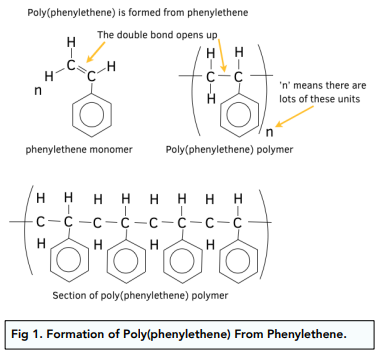 Poly(phenylethene) is formed from phenylethene
The double bond opens up
H
C
H
C
H
n
H H
C C
H
n
'n' means there are
lots of these units
phenylethene monomer
Poly(phenylethene) polymer
H H H H H H H H
C C C C C C C C
H H H H
Section of poly(phenylethene) polymer
Fig 1. Formation of Poly(phenylethene) From Phenylethene.